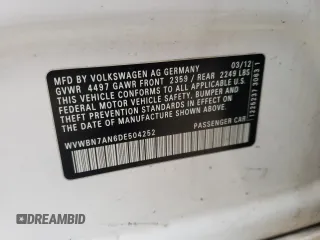 MFD BY VOLKSWAGEN AG GERMANY 03/12
GVWR 4497 GAWR FRONT 2359 / REAR 2249 LBS
THIS VEHICLE CONFORMS TO ALL APPLICABLE
FEDERAL MOTOR VEHICLE SAFETY, BUMPER AND
THEFT PREVENTION STANDARDS IN EFFECT ON THE
DATE OF MANUFACTURE SHOWN ABOVE
WVWBN7AN6DE504252
PASSENGER CAR
DREAMBID
DREAMBID.COM